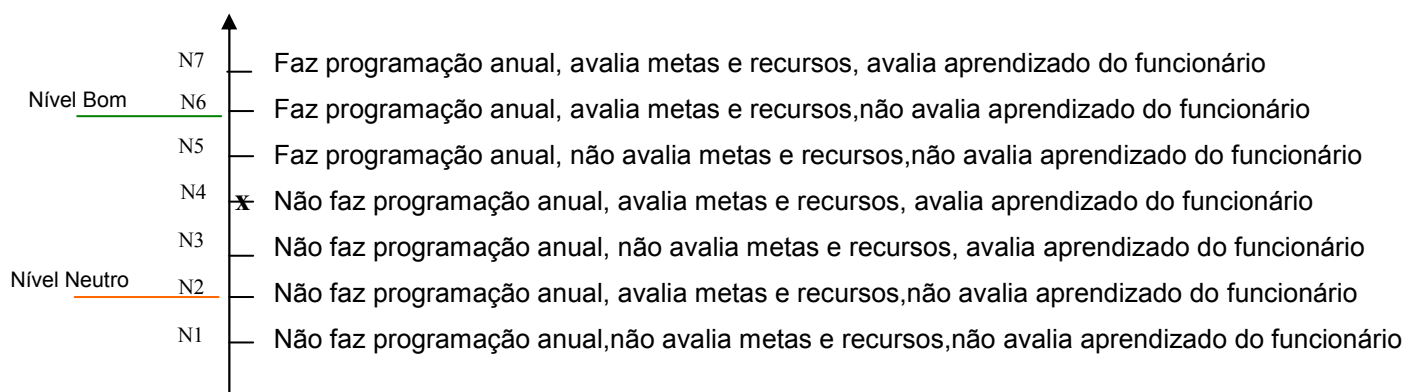 N7 Faz programação anual, avalia metas e recursos, avalia aprendizado do funcionário
Nível Bom N6 Faz programação anual, avalia metas e recursos,não avalia aprendizado do funcionário
N5 Faz programação anual, não avalia metas e recursos,não avalia aprendizado do funcionário
N4 x Não faz programação anual, avalia metas e recursos, avalia aprendizado do funcionário
N3 Não faz programação anual, não avalia metas e recursos, avalia aprendizado do funcionário
Nível Neutro N2 Não faz programação anual, avalia metas e recursos,não avalia aprendizado do funcionário
N1 Não faz programação anual,não avalia metas e recursos,não avalia aprendizado do funcionário